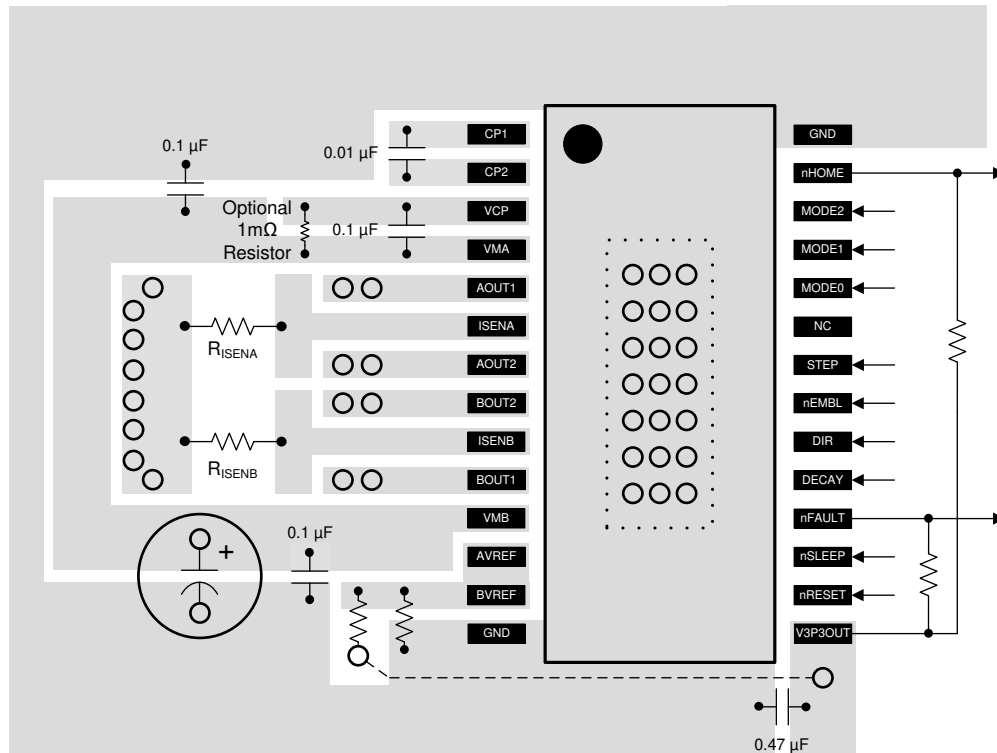 CP1
CP2
VCP
VMA
AOUT1
ISENA
AOUT2
BOUT2
ISENB
BOUT1
VMB
AVREF
BVREF
GND
GND
nHOME
MODE2
MODE1
MODE0
NC
STEP
nEMBL
DIR
DECAY
nFAULT
nSLEEP
nRESET
V3P3OUT
0.1 µF
0.01 µF
Optional
1mΩ
Resistor
0.1 µF
RISENA
RISENB
0.1 µF
+
0.47 µF